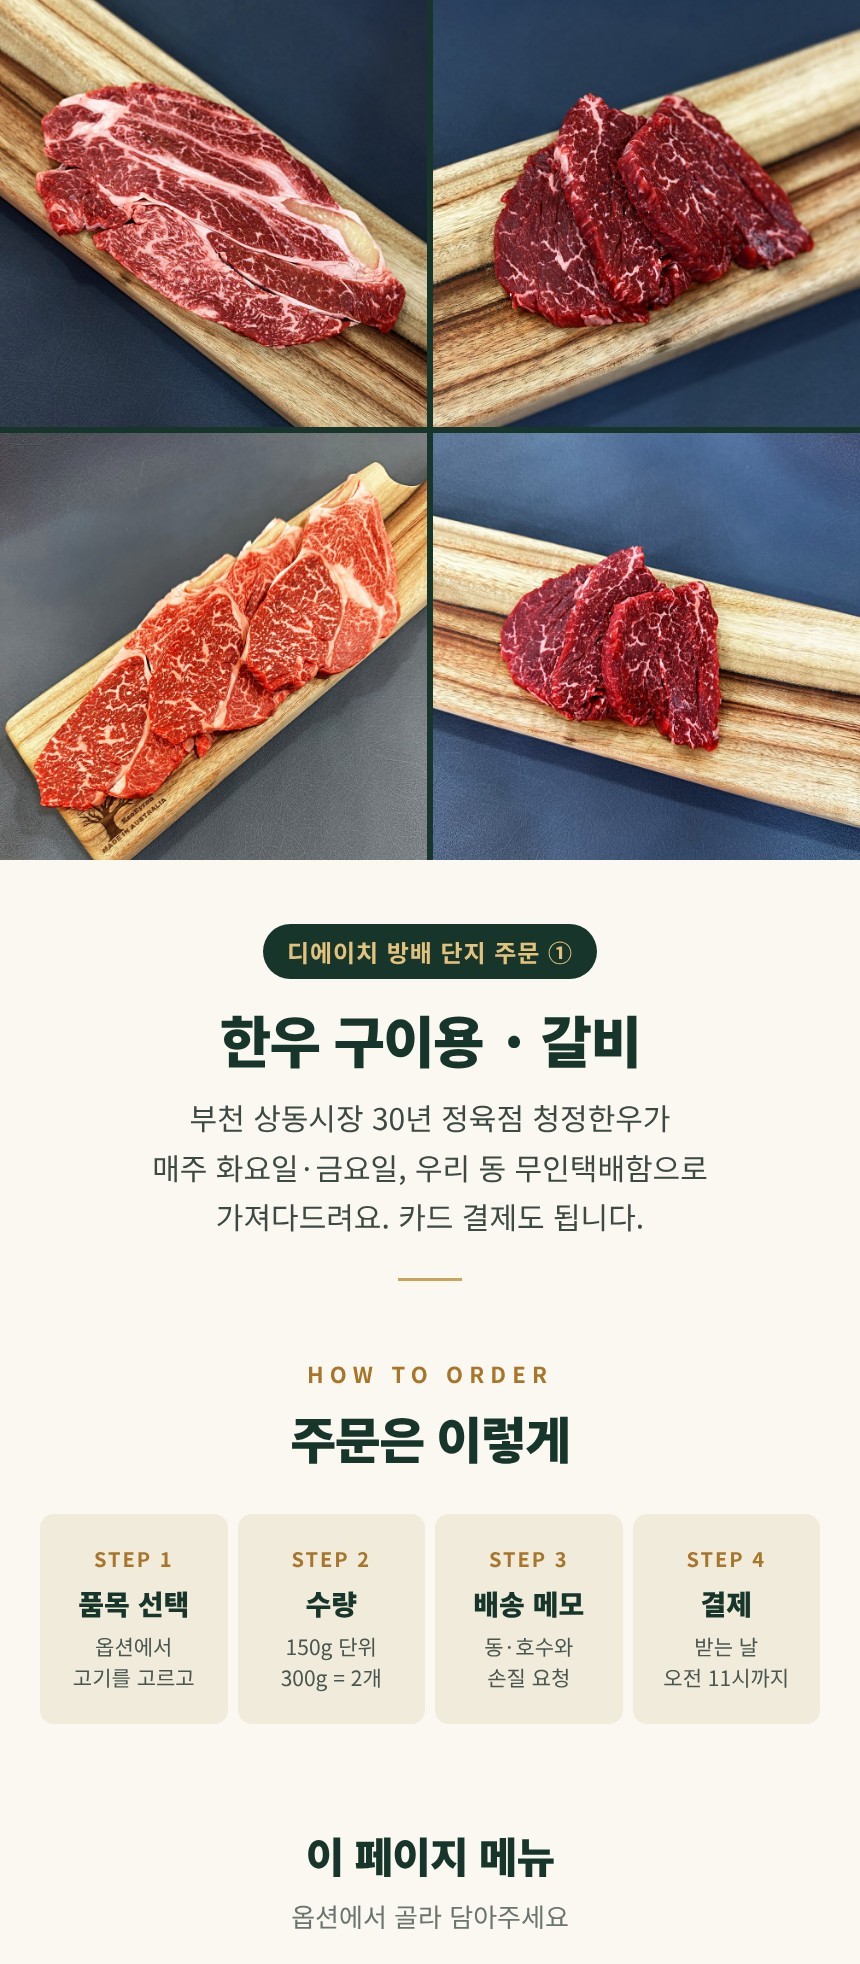 MADE IN AUSTRALIA
디에이치 방배 단지 주문 ①
한우 구이용 · 갈비
부천 상동시장 30년 정육점 청정한우가
매주 화요일·금요일, 우리 동 무인택배함으로
가져다드려요. 카드 결제도 됩니다.
HOW TO ORDER
주문은 이렇게
STEP 1
품목 선택
옵션에서
고기를 고르고
STEP 2
수량
150g 단위
300g = 2개
STEP 3
배송 메모
동·호수와
손질 요청
STEP 4
결제
받는 날
오전 11시까지
이 페이지 메뉴
옵션에서 골라 담아주세요